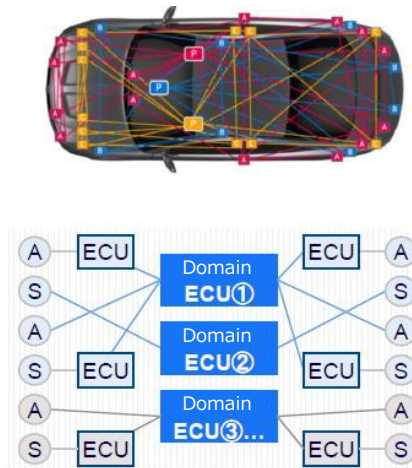 A A
B C C B
A
C P A
C
A P B
A C
C A
A
C P C
B B
A C C A
A ECU Domain ECU A
ECU①
S S
Domain
A ECU② A
S ECU ECU S
A Domain A
ECU③...
S ECU ECU S